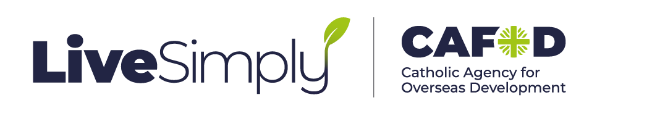 LiveSimply
CAFOD
Catholic Agency for
Overseas Development